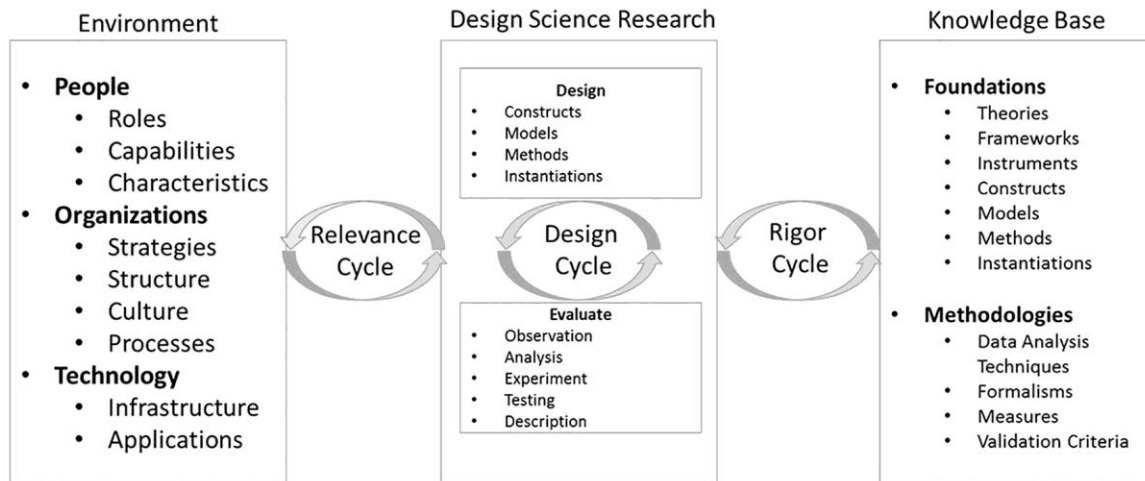 Environment
People
Roles
Capabilities
Characteristics
Organizations
Strategies
Structure
Culture
Processes
Technology
Infrastructure
Applications
Relevance
Cycle
Design Science Research
Design
Constructs
Models
Methods
Instantiations
Design
Cycle
Evaluate
Observation
Analysis
Experiment
Testing
Description
Rigor
Cycle
Knowledge Base
Foundations
Theories
Frameworks
Instruments
Constructs
Models
Methods
Instantiations
Methodologies
Data Analysis
Techniques
Formalisms
Measures
Validation Criteria